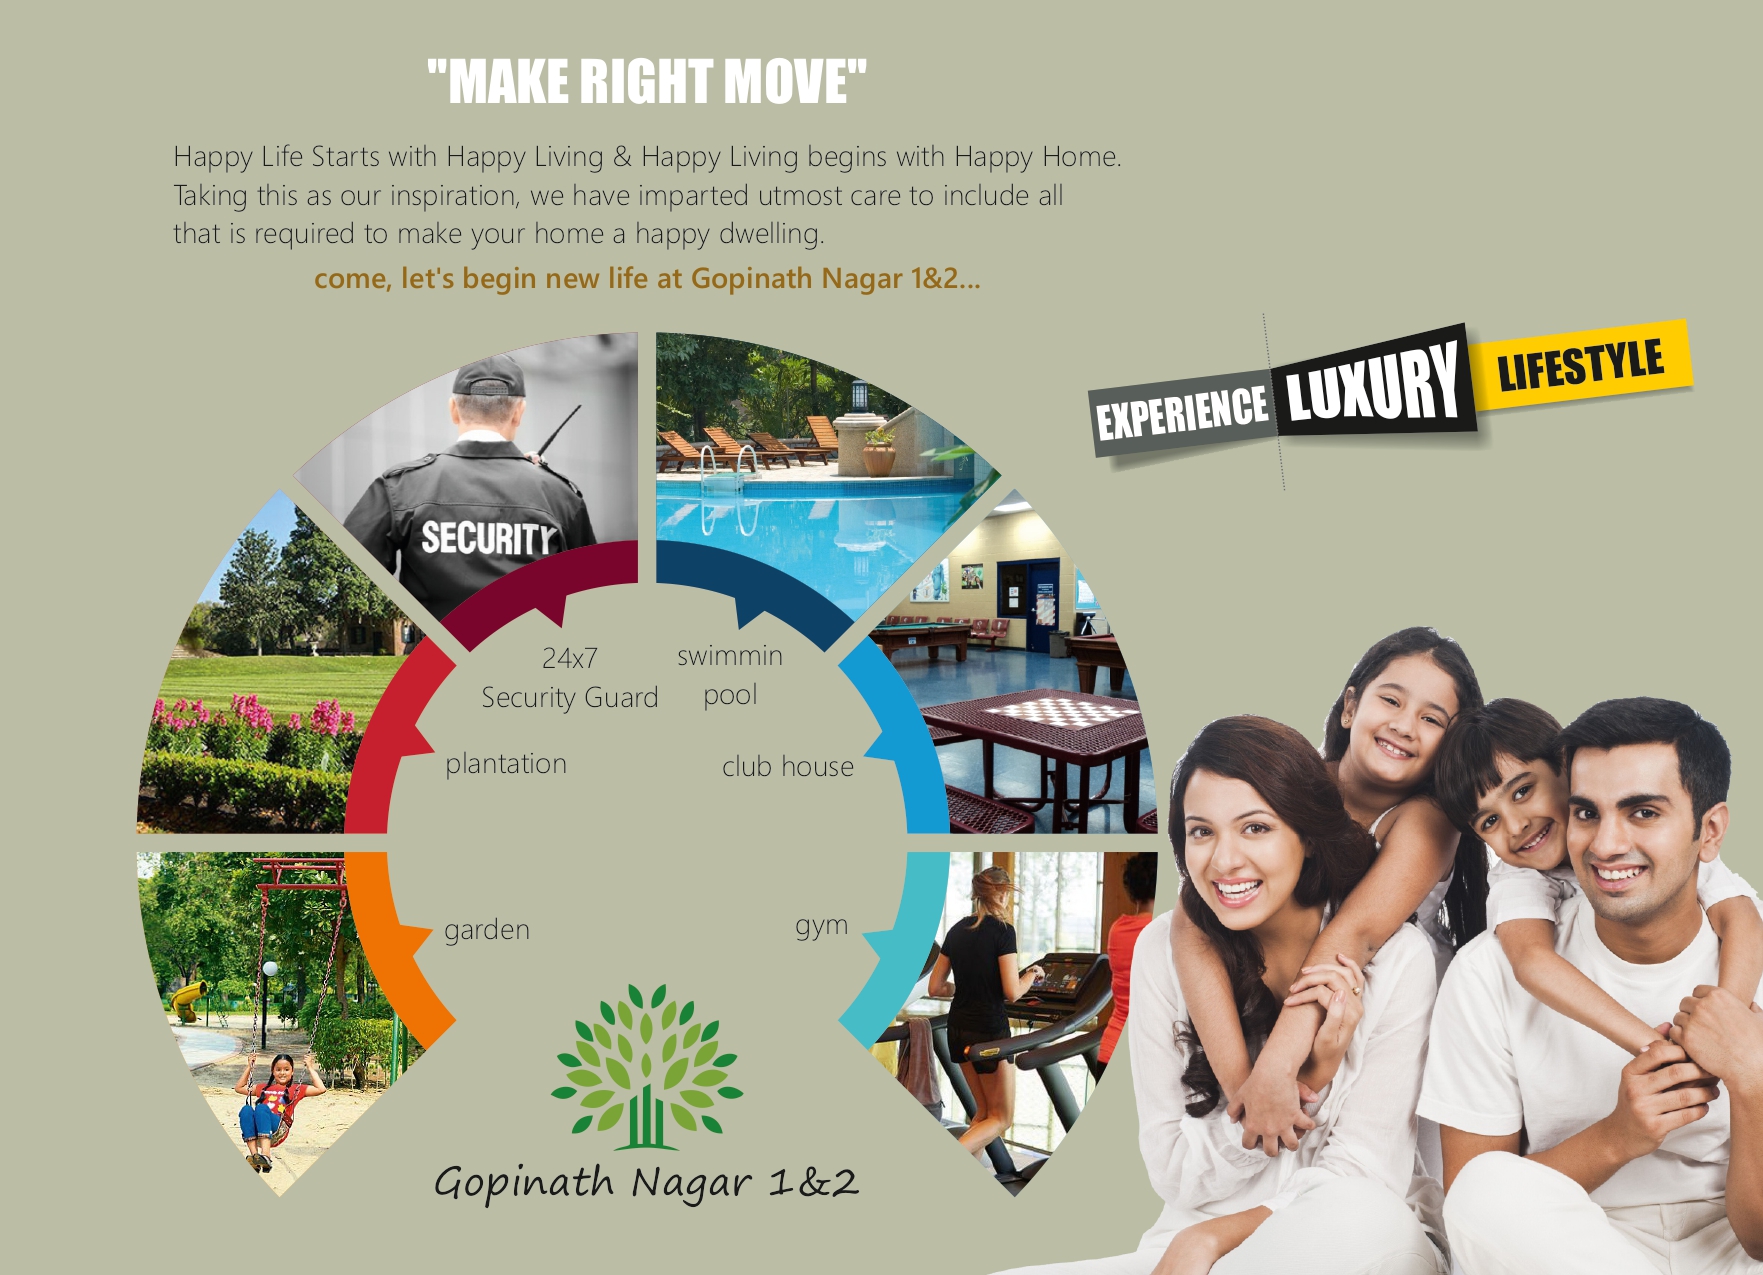 "MAKE RIGHT MOVE"
Happy Life Starts with Happy Living & Happy Living begins with Happy Home.
Taking this as our inspiration, we have imparted utmost care to include all
that is required to make your home a happy dwelling.
come, let's begin new life at Gopinath Nagar 1&2...
EXPERIENCE LUXURY LIFESTYLE
SECURITY
24x7
Security Guard
swimmin
pool
plantation
club house
garden
gym
Gopinath Nagar 1&2